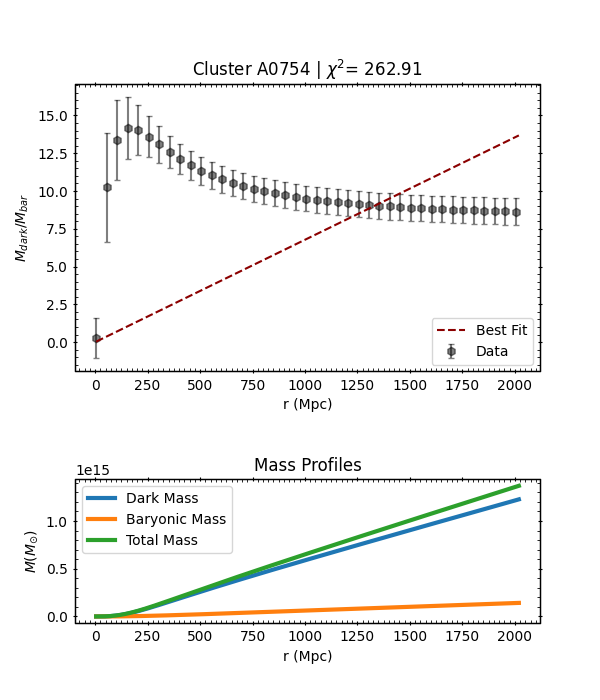 Cluster A0754 | χ²= 262.91
M_dark/M_bar
15.0
12.5
10.0
7.5
5.0
2.5
0.0
Best Fit
Data
0 250 500 750 1000 1250 1500 1750 2000
r (Mpc)
Mass Profiles
1e15
M(M_⊙)
1.0
0.5
0.0
Dark Mass
Baryonic Mass
Total Mass
0 250 500 750 1000 1250 1500 1750 2000
r (Mpc)